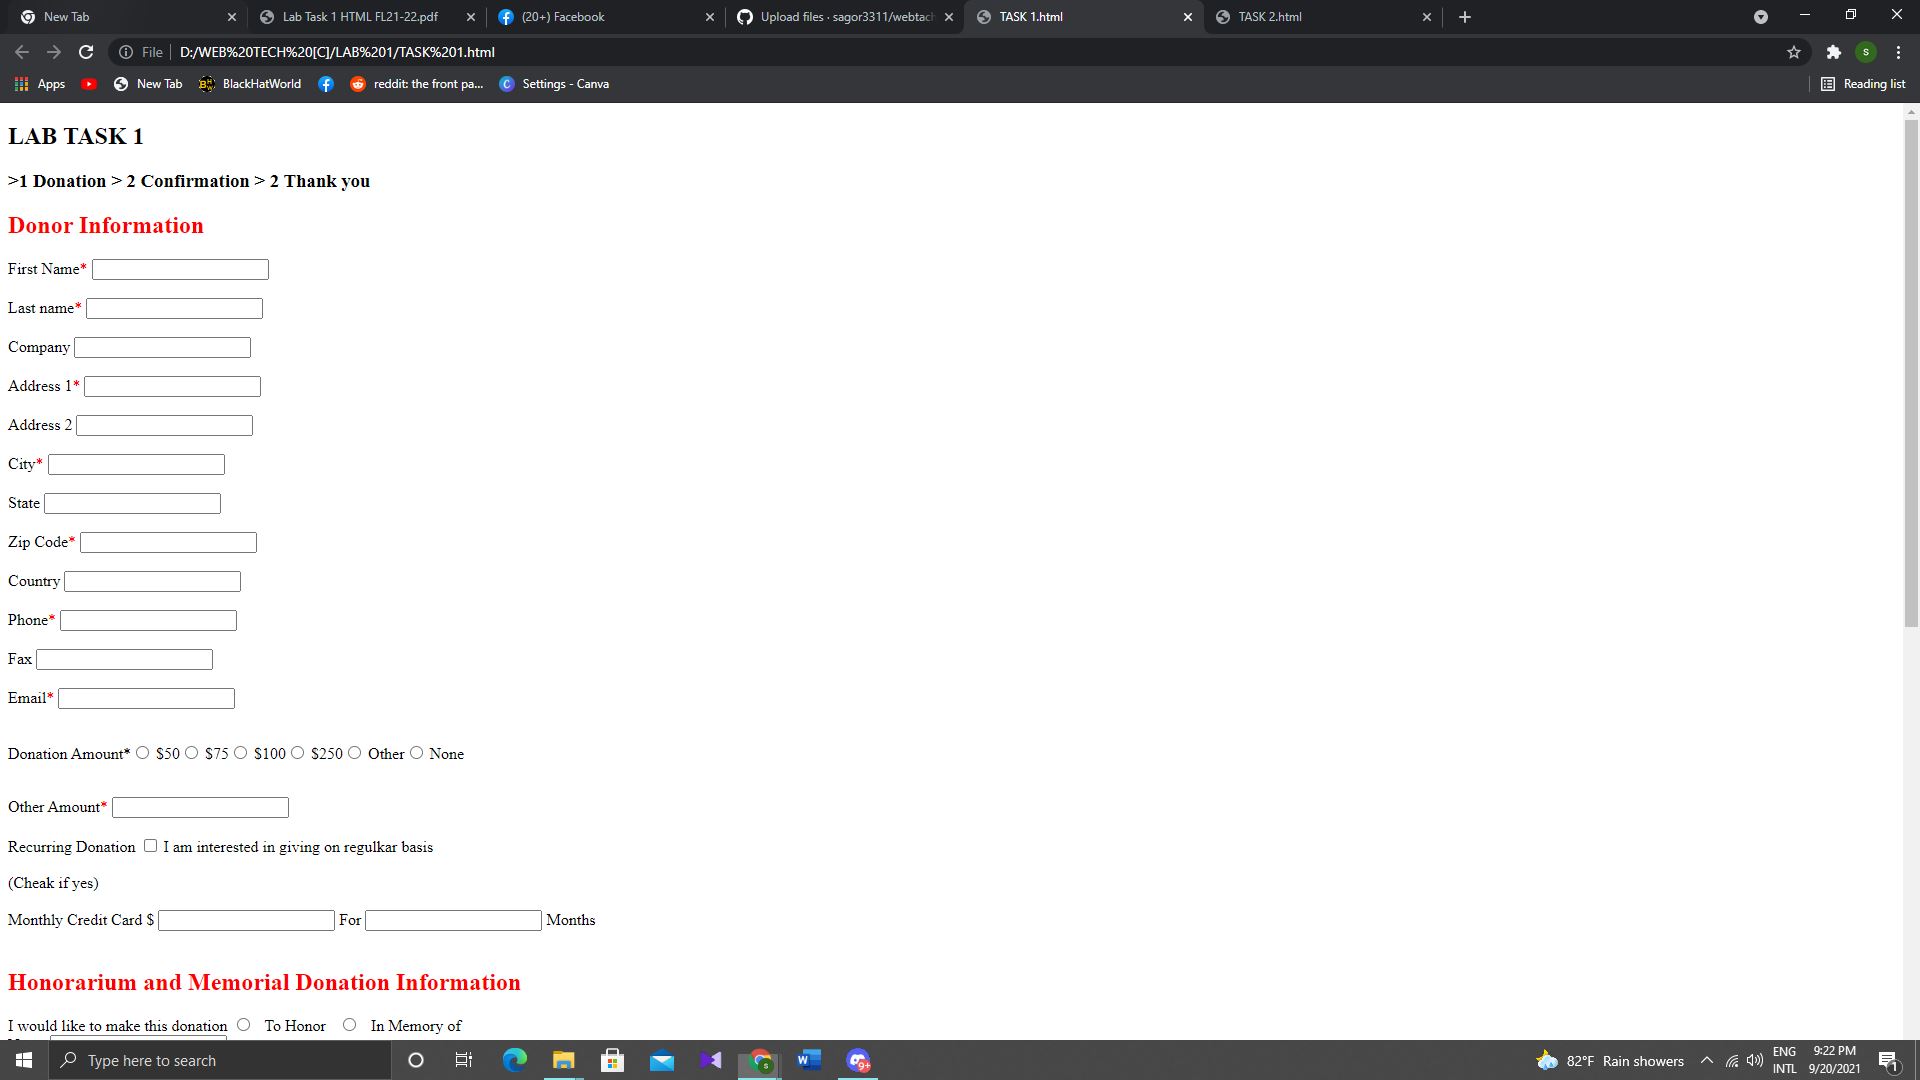 New Tab
Lab Task 1 HTML FL21-22.pdf
(20+) Facebook
Upload files · sagor3311/webtach
TASK 1.html
TASK 2.html
File
D:/WEB%20TECH%20[C]/LAB%201/TASK%201.html
S
Apps
New Tab
BlackHatWorld
reddit: the front pa...
Settings - Canva
Reading list
LAB TASK 1
>1 Donation > 2 Confirmation > 2 Thank you
Donor Information
First Name*
Last name*
Company
Address 1*
Address 2
City*
State
Zip Code*
Country
Phone*
Fax
Email*
Donation Amount* $50 $75 $100 $250 Other None
Other Amount*
Recurring Donation I am interested in giving on regulkar basis
(Cheak if yes)
Monthly Credit Card $ For Months
Honorarium and Memorial Donation Information
I would like to make this donation To Honor In Memory of
Type here to search
9+
82°F Rain showers
ENG
INTL
9:22 PM
9/20/2021
1